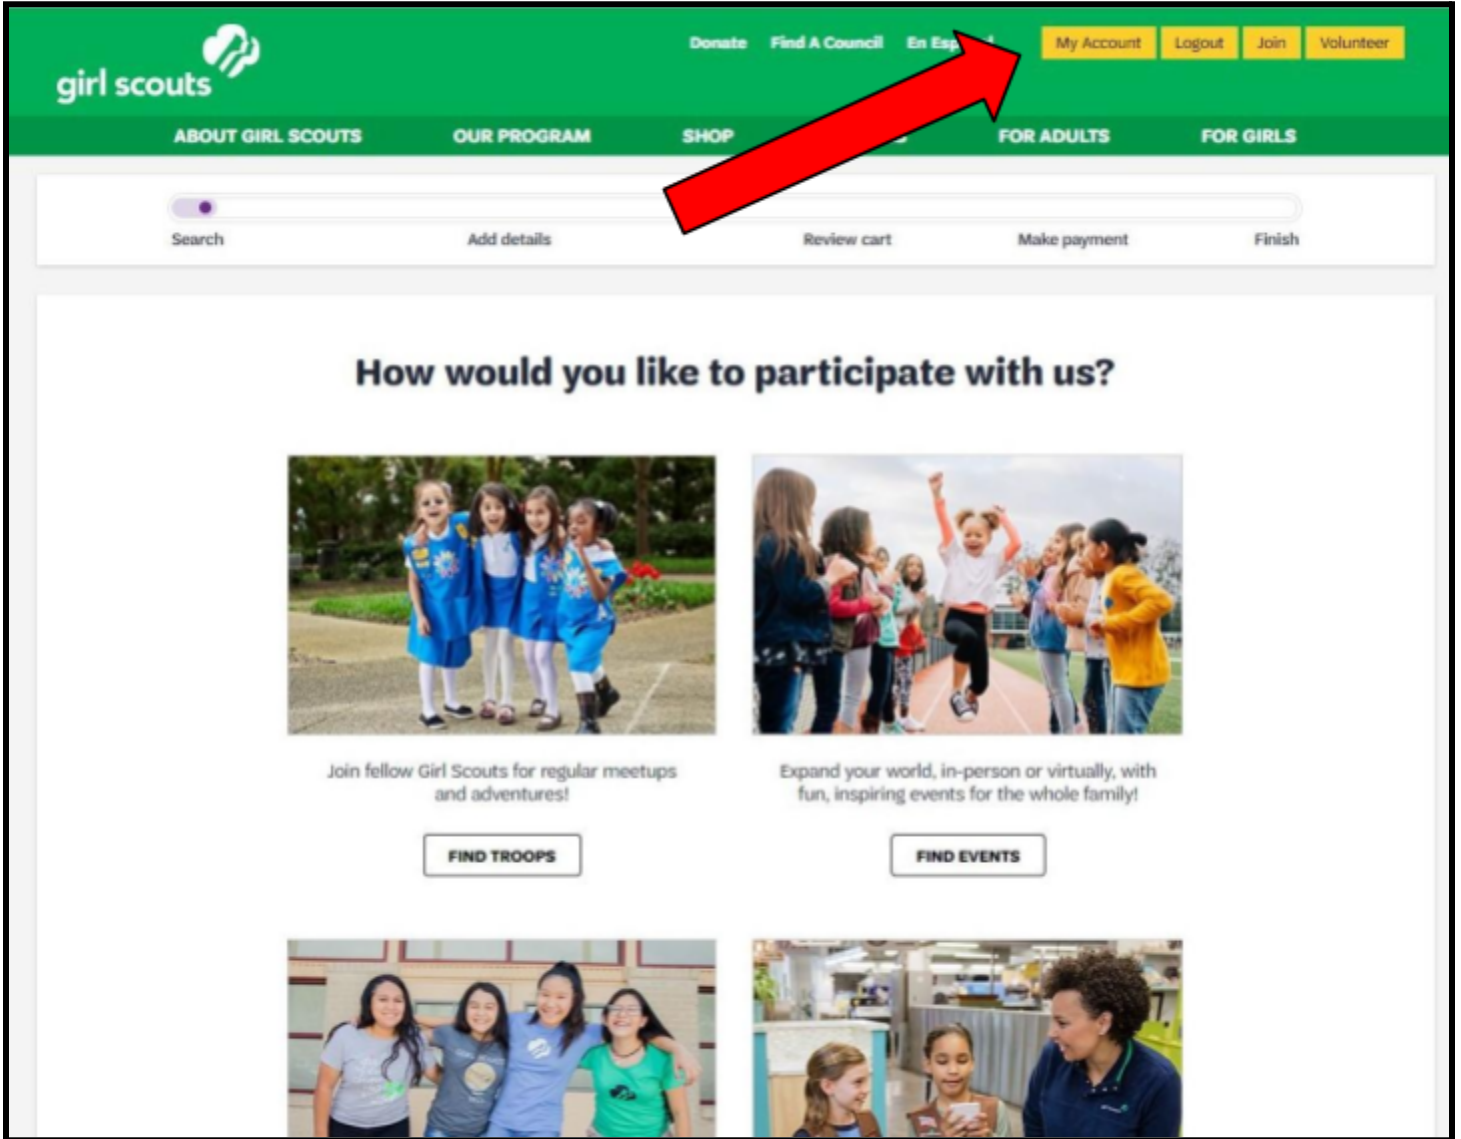 girl scouts
Donate Find A Council En
My Account Logout Join Volunteer
ABOUT GIRL SCOUTS OUR PROGRAM SHOP FOR ADULTS FOR GIRLS
Search Add details Review cart Make payment Finish
How would you like to participate with us?
Join fellow Girl Scouts for regular meetups
and adventures!
Expand your world, in-person or virtually, with
fun, inspiring events for the whole family!
FIND TROOPS
FIND EVENTS